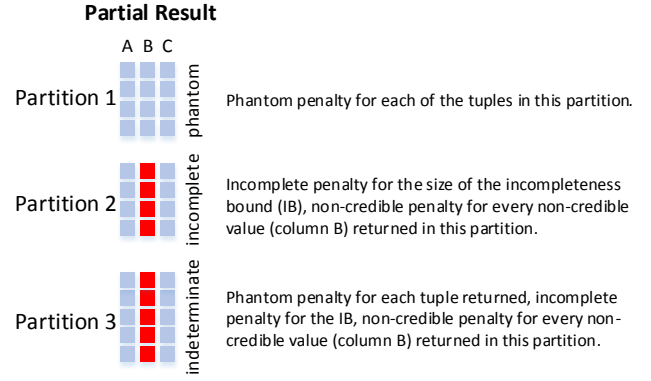 Partial Result
A B C
Partition 1
phantom
Phantom penalty for each of the tuples in this partition.
Partition 2
incomplete
Incomplete penalty for the size of the incompleteness
bound (IB), non-credible penalty for every non-credible
value (column B) returned in this partition.
Partition 3
indeterminate
Phantom penalty for each tuple returned, incomplete
penalty for the IB, non-credible penalty for every non-
credible value (column B) returned in this partition.